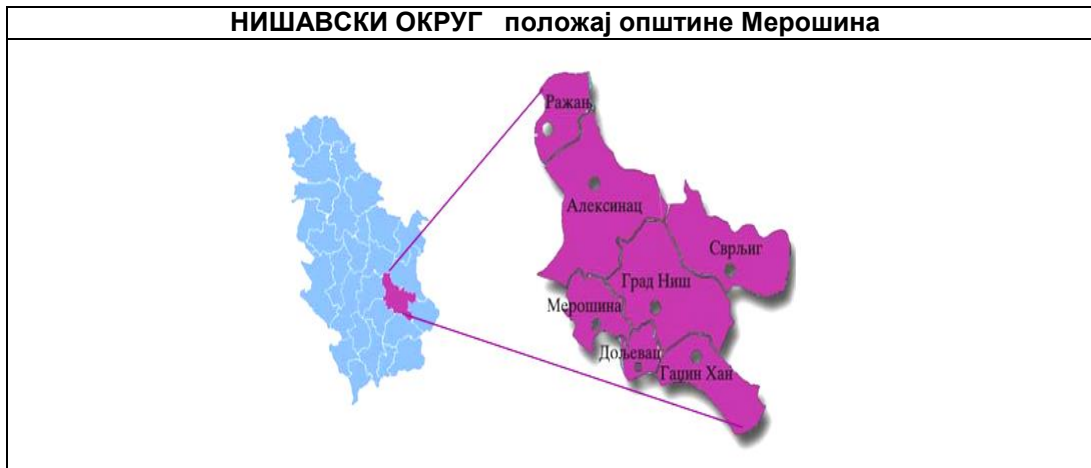 НИШАВСКИ ОКРУГ положај општине Мерошина
Ражањ
Алексинац
Сврљиг
Град Ниш
Мерошина
Дољевац
Гаџин Хан